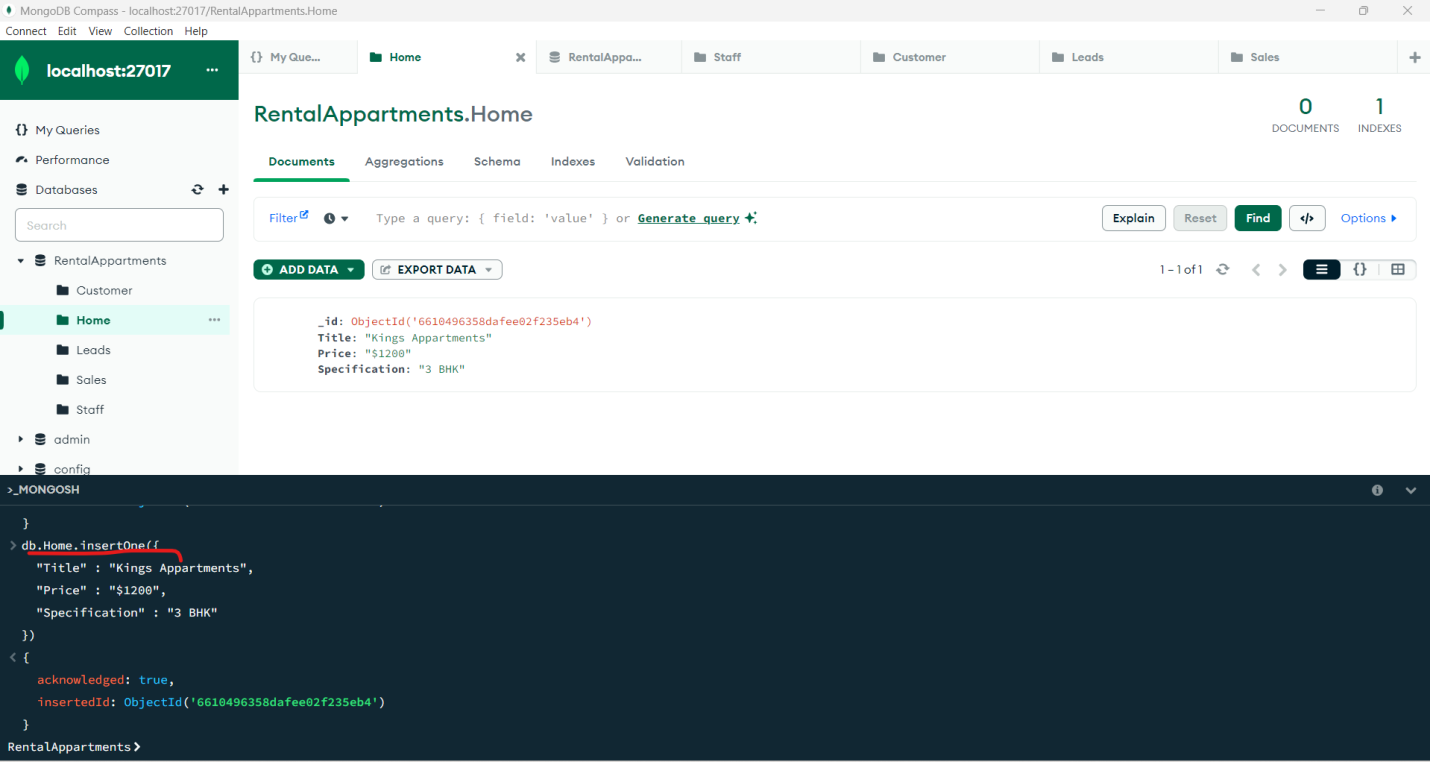 MongoDB Compass - localhost:27017/RentalAppartments.Home
Connect Edit View Collection Help
localhost:27017 ...
{} My Que...
Home
RentalAppa...
Staff
Customer
Leads
Sales
My Queries
Performance
Databases
Search
RentalAppartments
Customer
Home
Leads
Sales
Staff
admin
config
RentalAppartments.Home
0
DOCUMENTS
1
INDEXES
Documents Aggregations Schema Indexes Validation
Filter Type a query: { field: 'value' } or Generate query Explain Reset Find </> Options
ADD DATA EXPORT DATA 1 – 1 of 1 {}
_id: ObjectId('6610496358dafee02f235eb4')
Title: "Kings Appartments"
Price: "$1200"
Specification: "3 BHK"
>_MONGOSH
}
> db.Home.insertOne({
"Title" : "Kings Appartments",
"Price" : "$1200",
"Specification" : "3 BHK"
})
< {
acknowledged: true,
insertedId: ObjectId('6610496358dafee02f235eb4')
}
RentalAppartments>